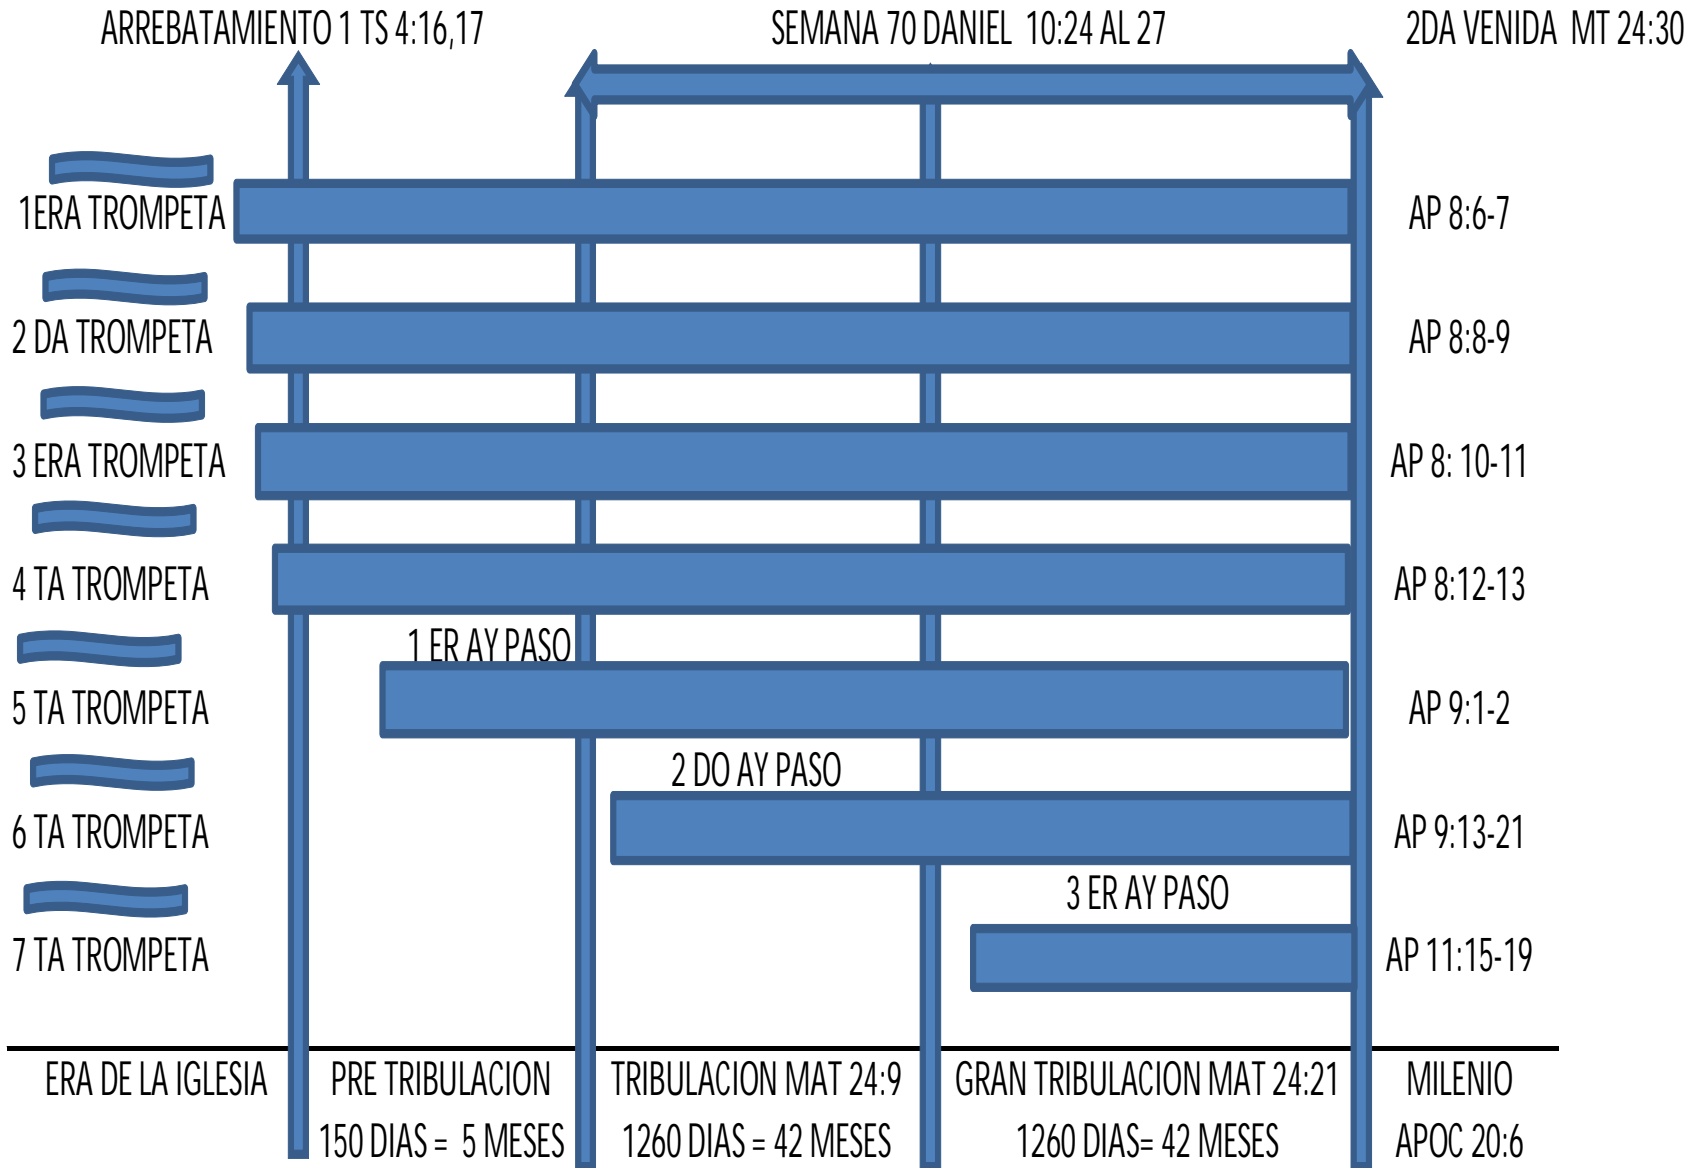 ARREBATAMIENTO 1 TS 4:16,17
SEMANA 70 DANIEL 10:24 AL 27
2DA VENIDA MT 24:30
1ERA TROMPETA
AP 8:6-7
2 DA TROMPETA
AP 8:8-9
3 ERA TROMPETA
AP 8: 10-11
4 TA TROMPETA
AP 8:12-13
1 ER AY PASO
5 TA TROMPETA
AP 9:1-2
2 DO AY PASO
6 TA TROMPETA
AP 9:13-21
3 ER AY PASO
7 TA TROMPETA
AP 11:15-19
ERA DE LA IGLESIA
PRE TRIBULACION
150 DIAS = 5 MESES
TRIBULACION MAT 24:9
1260 DIAS = 42 MESES
GRAN TRIBULACION MAT 24:21
1260 DIAS= 42 MESES
MILENIO
APOC 20:6